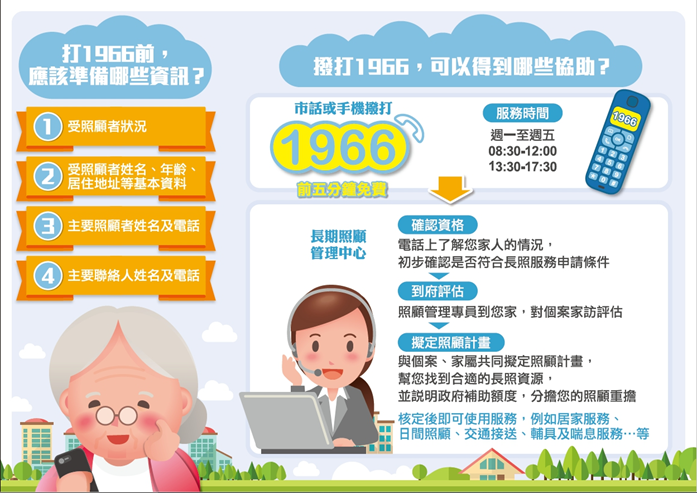 打1966前，
應該準備哪些資訊？
1 受照顧者狀況
2 受照顧者姓名、年齡、
居住地址等基本資料
3 主要照顧者姓名及電話
4 主要聯絡人姓名及電話
撥打1966，可以得到哪些協助？
市話或手機撥打
1966
前五分鐘免費
服務時間
週一至週五
08:30-12:00
13:30-17:30
1966
長期照顧
管理中心
確認資格
電話上了解您家人的情況，
初步確認是否符合長照服務申請條件
到府評估
照顧管理專員到您家，對個案家訪評估
擬定照顧計畫
與個案、家屬共同擬定照顧計畫，
幫您找到合適的長照資源，
並說明政府補助額度，分擔您的照顧重擔
核定後即可使用服務，例如居家服務、
日間照顧、交通接送、輔具及喘息服務…等